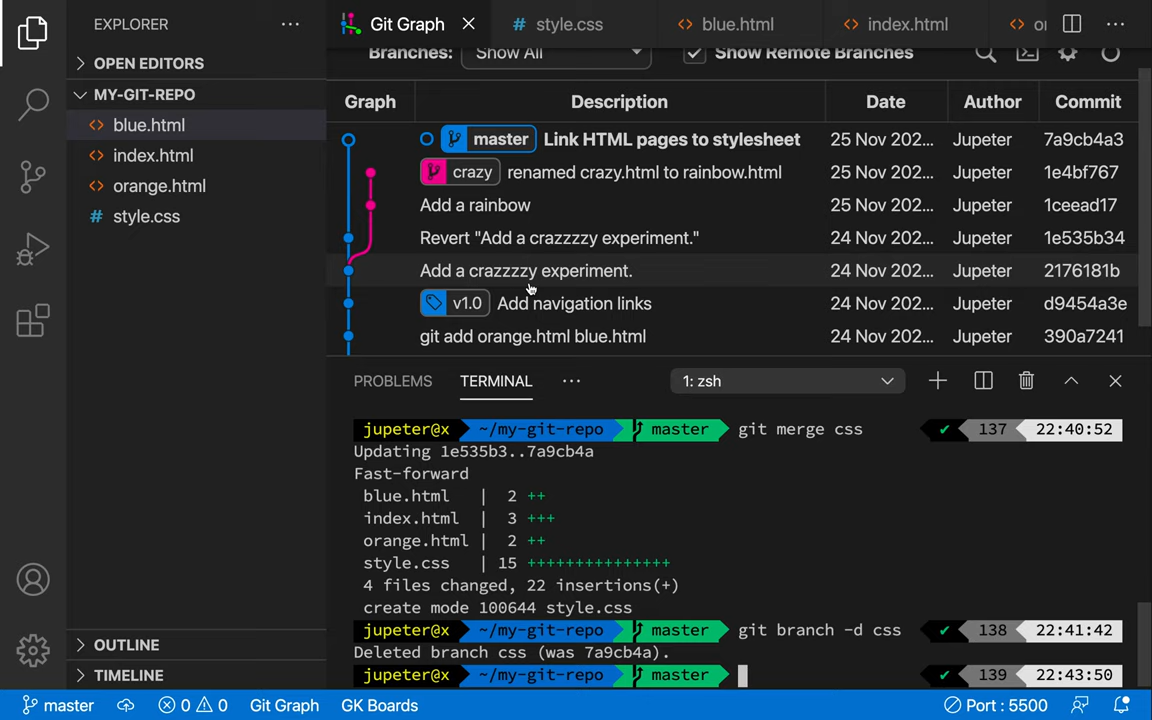 EXPLORER
Git Graph
# style.css
<> blue.html
<> index.html
<> or
OPEN EDITORS
MY-GIT-REPO
<> blue.html
<> index.html
<> orange.html
# style.css
OUTLINE
TIMELINE
Branches: Show All Show Remote Branches
Graph Description Date Author Commit
master Link HTML pages to stylesheet 25 Nov 202... Jupeter 7a9cb4a3
crazy renamed crazy.html to rainbow.html 25 Nov 202... Jupeter 1e4bf767
Add a rainbow 25 Nov 202... Jupeter 1ceead17
Revert "Add a crazzzzy experiment." 24 Nov 202... Jupeter 1e535b34
Add a crazzzzy experiment. 24 Nov 202... Jupeter 2176181b
v1.0 Add navigation links 24 Nov 202... Jupeter d9454a3e
git add orange.html blue.html 24 Nov 202... Jupeter 390a7241
PROBLEMS TERMINAL ... 1: zsh
jupeter@x ~/my-git-repo master git merge css ✔ 137 22:40:52
Updating 1e535b3..7a9cb4a
Fast-forward
blue.html | 2 ++
index.html | 3 +++
orange.html | 2 ++
style.css | 15 +++++++++++++++
4 files changed, 22 insertions(+)
create mode 100644 style.css
jupeter@x ~/my-git-repo master git branch -d css ✔ 138 22:41:42
Deleted branch css (was 7a9cb4a).
jupeter@x ~/my-git-repo master ✔ 139 22:43:50
master 0 0 Git Graph GK Boards Port : 5500